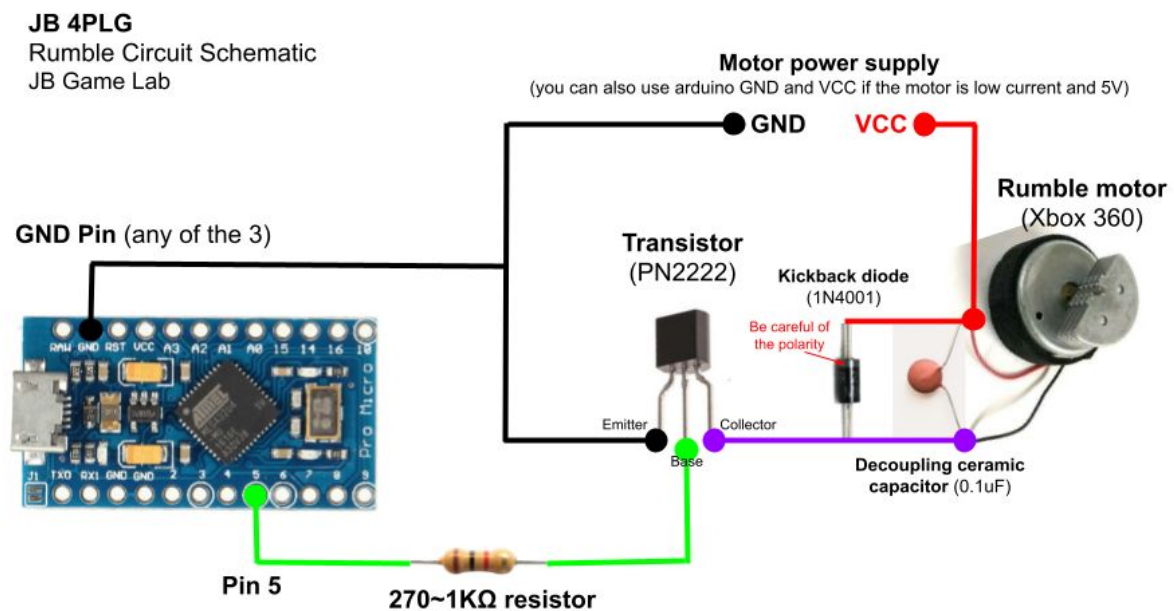 JB 4PLG
Rumble Circuit Schematic
JB Game Lab
Motor power supply
(you can also use arduino GND and VCC if the motor is low current and 5V)
GND
VCC
Rumble motor
(Xbox 360)
GND Pin (any of the 3)
Transistor
(PN2222)
Kickback diode
(1N4001)
Be careful of
the polarity
RAW GND RST VCC A3 A2 A1 A0 15 14 16 10
Pro Micro
Emitter
Collector
Base
J1
TXO RX1 GND GND 2 3 4 5 6 7 8 9
Decoupling ceramic
capacitor (0.1uF)
Pin 5
270~1KΩ resistor